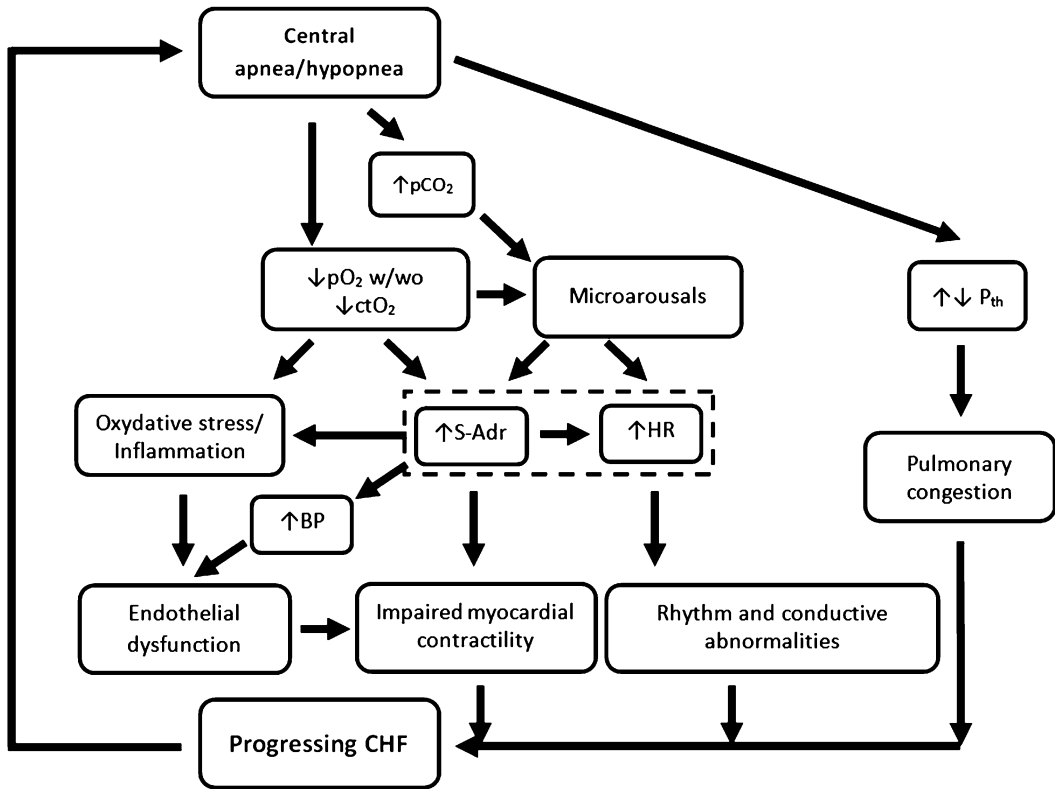 Central
apnea/hypopnea
↑pCO₂
↓pO₂ w/wo
↓ctO₂
Microarousals
↑↓ Pₜₕ
Oxydative stress/
Inflammation
↑S-Adr
↑HR
Pulmonary
congestion
↑BP
Endothelial
dysfunction
Impaired myocardial
contractility
Rhythm and conductive
abnormalities
Progressing CHF